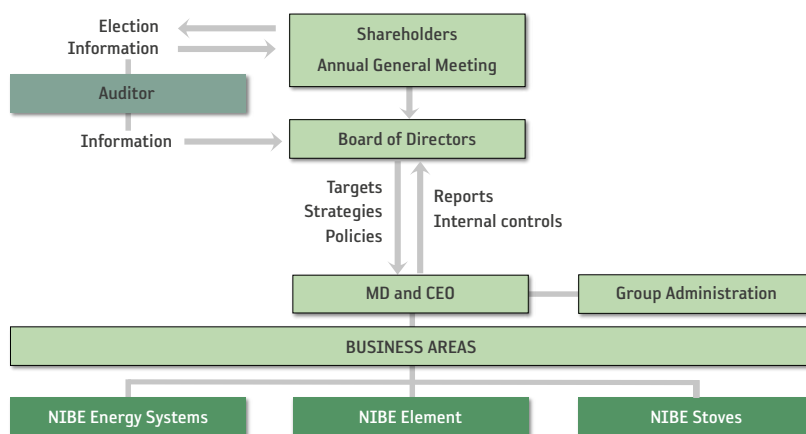 Election
Information
Shareholders
Annual General Meeting
Auditor
Information
Board of Directors
Targets
Strategies
Policies
Reports
Internal controls
MD and CEO
Group Administration
BUSINESS AREAS
NIBE Energy Systems
NIBE Element
NIBE Stoves